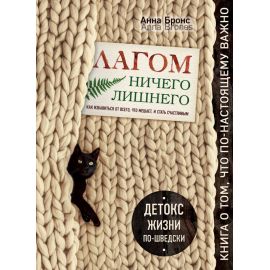 Анна Бронс
Anna Brones
ЛАГОМ
НИЧЕГО
ЛИШНЕГО
КАК ИЗБАВИТЬСЯ ОТ ВСЕГО, ЧТО МЕШАЕТ, И СТАТЬ СЧАСТЛИВЫМ
ДЕТОКС
ЖИЗНИ
ПО-ШВЕДСКИ
КНИГА О ТОМ, ЧТО ПО-НАСТОЯЩЕМУ ВАЖНО